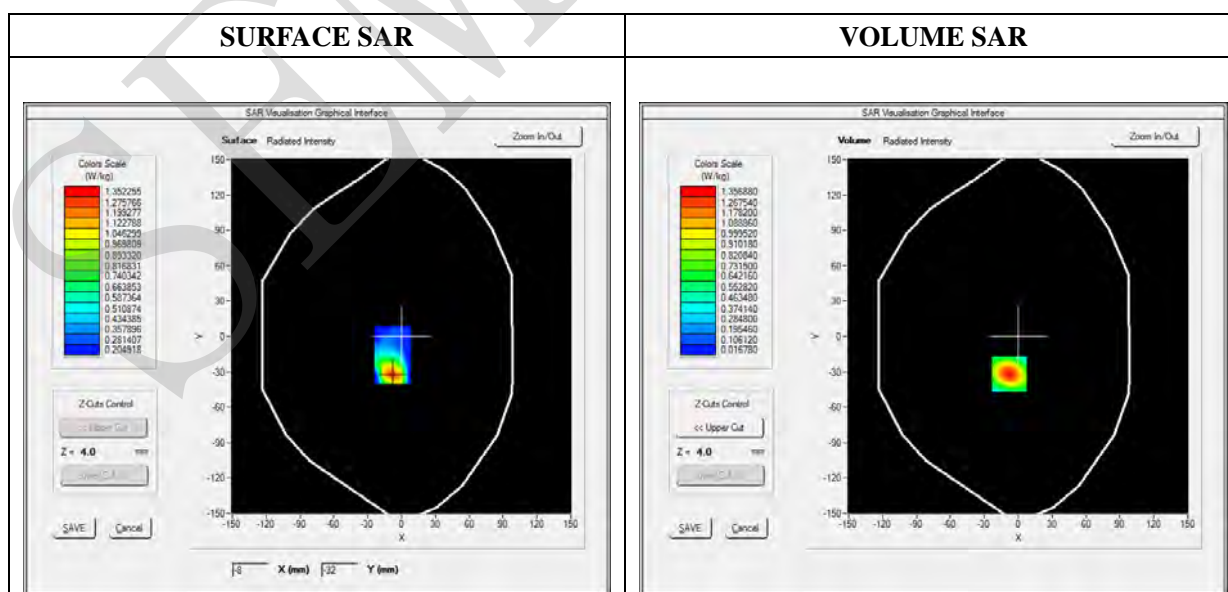 SURFACE SAR
VOLUME SAR
SAR Visualisation Graphical Interface
Surface Radiated Intensity
Zoom In/Out
Colors Scale
(W/kg)
1.352255
1.275766
1.199277
1.122788
1.046299
0.969809
0.893320
0.816831
0.740342
0.663853
0.587364
0.510874
0.434385
0.357896
0.281407
0.204918
150
120
90
60
30
0
-30
-60
-90
-120
-150
Y
-150 -120 -90 -60 -30 0 30 60 90 120 150
X
Z-Cuts Control
<< Upper Cut
Z = 4.0 mm
SAVE Cancel
-8 X (mm) -32 Y (mm)
SAR Visualisation Graphical Interface
Volume Radiated Intensity
Zoom In/Out
Colors Scale
(W/kg)
1.356880
1.267540
1.178200
1.088860
0.999520
0.910180
0.820840
0.731500
0.642160
0.552820
0.463480
0.374140
0.284800
0.195460
0.106120
0.016780
150
120
90
60
30
0
-30
-60
-90
-120
-150
Y
-150 -120 -90 -60 -30 0 30 60 90 120 150
X
Z-Cuts Control
<< Upper Cut
Z = 4.0 mm
SAVE Cancel